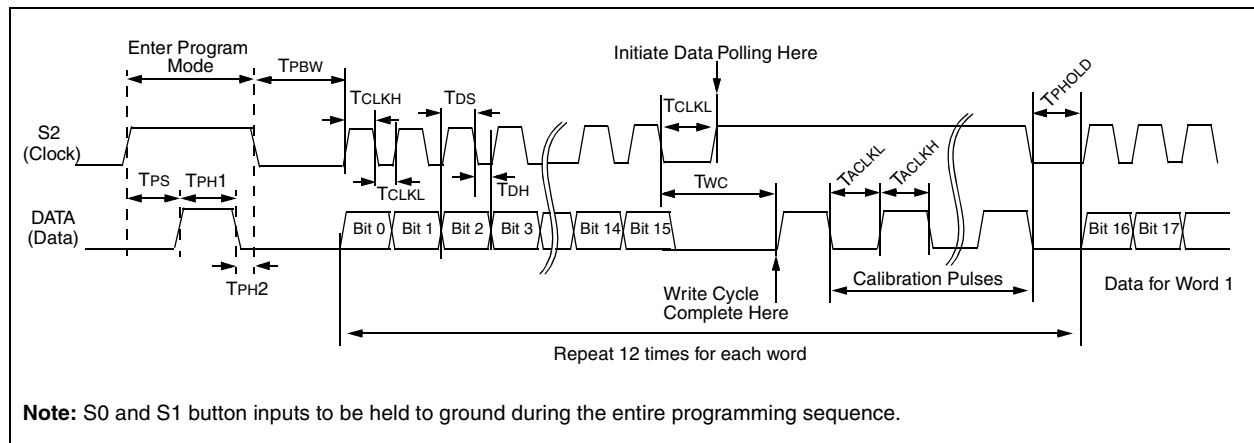 Enter Program
Mode
TPBW
Initiate Data Polling Here
TPHOLD
TCLKH
TDS
TCLKL
S2
(Clock)
TPS
TPH1
TCLKL
TDH
TWC
TACLKL
TACLKH
DATA
(Data)
Bit 0
Bit 1
Bit 2
Bit 3
Bit 14
Bit 15
Bit 16
Bit 17
TPH2
Write Cycle
Complete Here
Calibration Pulses
Data for Word 1
Repeat 12 times for each word
Note: S0 and S1 button inputs to be held to ground during the entire programming sequence.